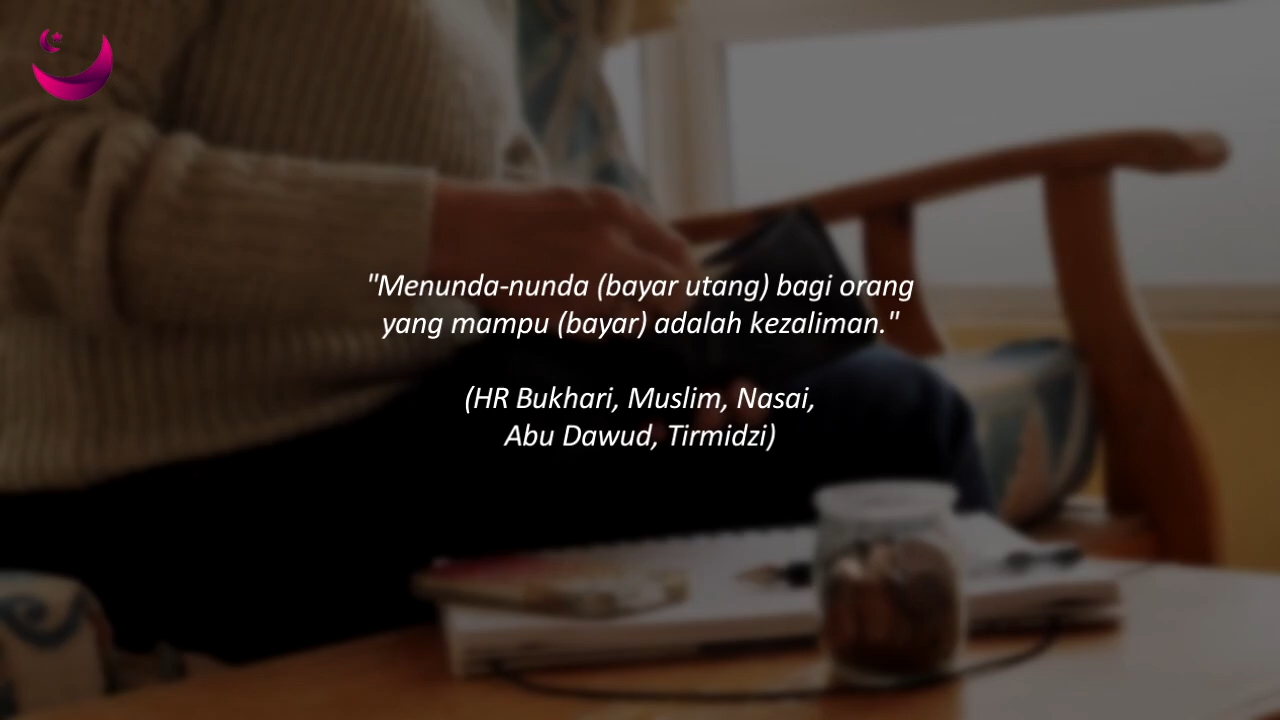 "Menunda-nunda (bayar utang) bagi orang
yang mampu (bayar) adalah kezaliman."
(HR Bukhari, Muslim, Nasai,
Abu Dawud, Tirmidzi)